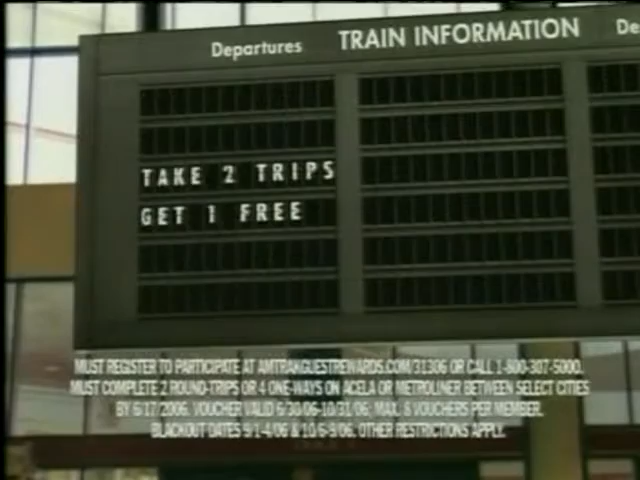 Departures TRAIN INFORMATION De
TAKE 2 TRIPS
GET 1 FREE
MUST REGISTER TO PARTICIPATE AT AMTRAKGUESTREWARDS.COM/31306 OR CALL 1-800-307-5000.
MUST COMPLETE 2 ROUND-TRIPS OR 4 ONE-WAYS ON ACELA OR METROLINER BETWEEN SELECT CITIES
BY 6/17/2006. VOUCHER VALID 6/30/06-10/31/06; MAX. 8 VOUCHERS PER MEMBER.
BLACKOUT DATES 9/1-4/06 & 10/6-9/06. OTHER RESTRICTIONS APPLY.